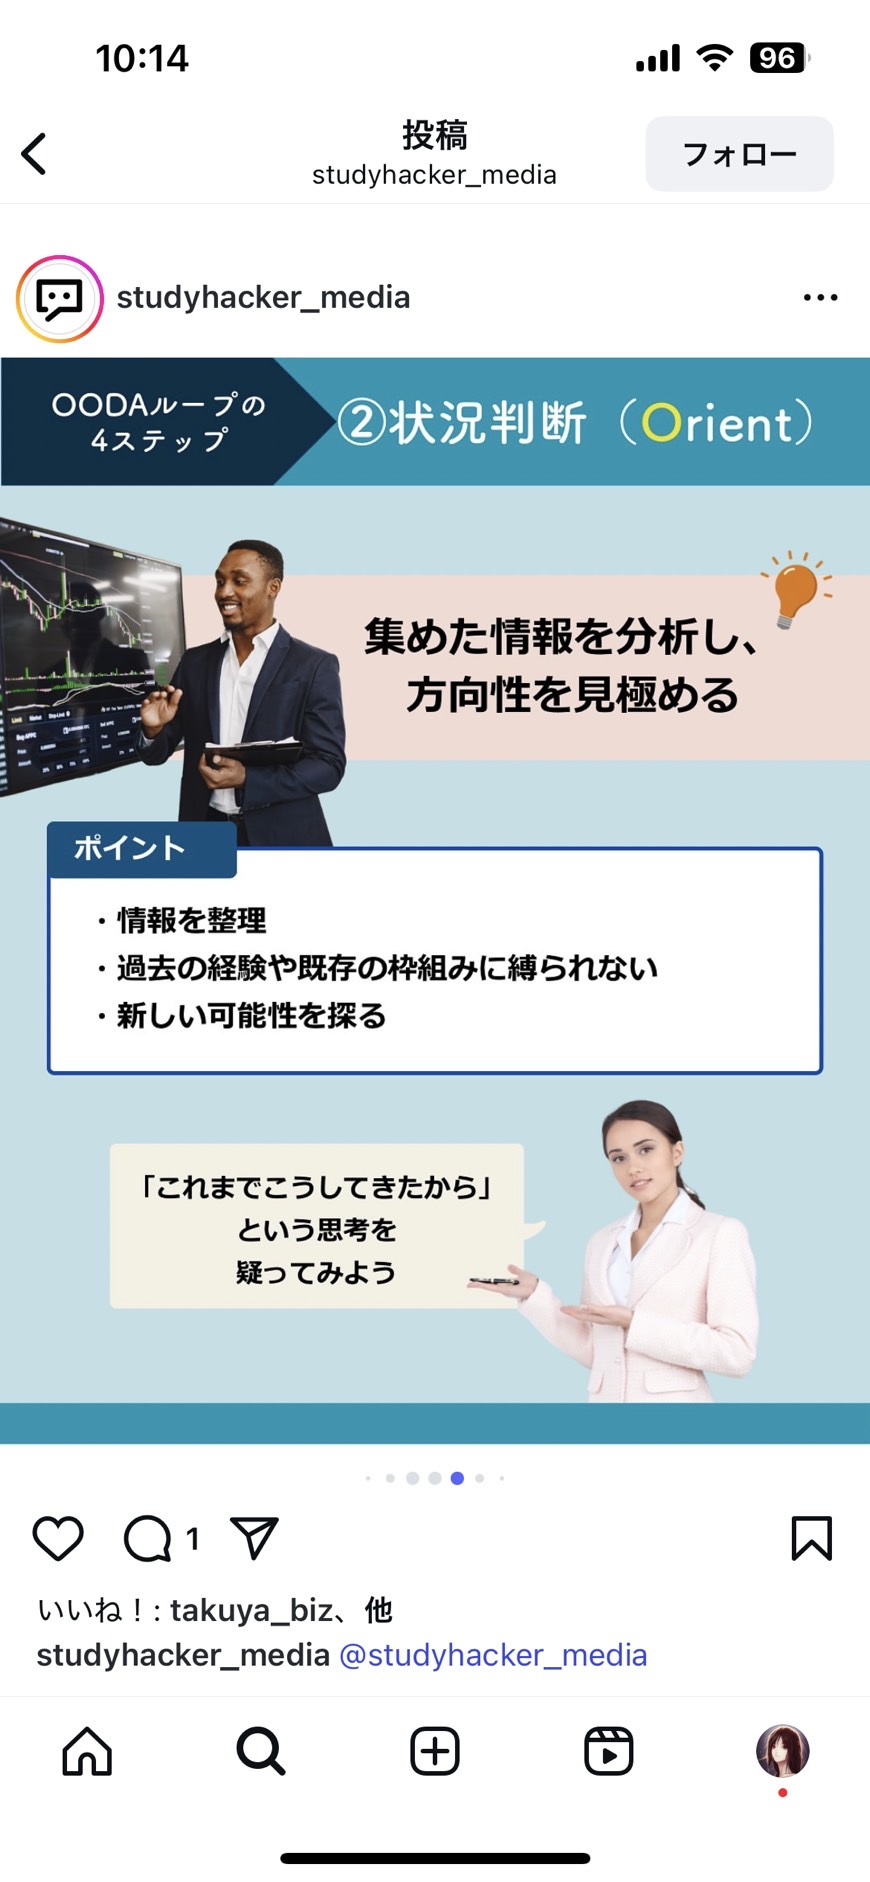 10:14
96
投稿
studyhacker_media
フォロー
studyhacker_media
OODAループの
4ステップ
②状況判断（Orient）
集めた情報を分析し、
方向性を見極める
ポイント
・情報を整理
・過去の経験や既存の枠組みに縛られない
・新しい可能性を探る
「これまでこうしてきたから」
という思考を
疑ってみよう
1
いいね！: takuya_biz、他
studyhacker_media @studyhacker_media